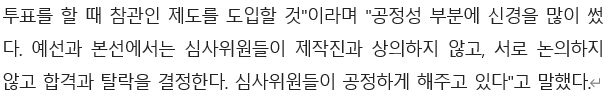 투표를 할 때 참관인 제도를 도입할 것"이라며 "공정성 부분에 신경을 많이 썼
다. 예선과 본선에서는 심사위원들이 제작진과 상의하지 않고, 서로 논의하지
않고 합격과 탈락을 결정한다. 심사위원들이 공정하게 해주고 있다"고 말했다.↵